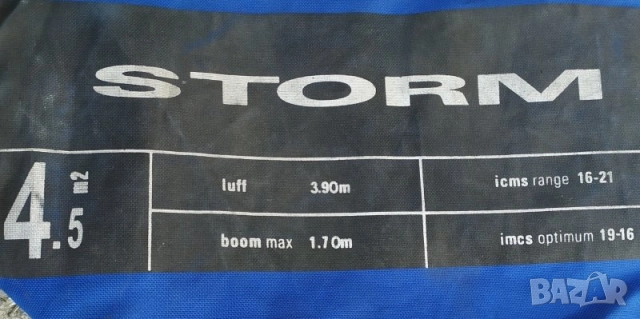 STORM
4.5 m2
luff 3.90m
icms range 16-21
boom max 1.70m
imcs optimum 19-16
BAZAR